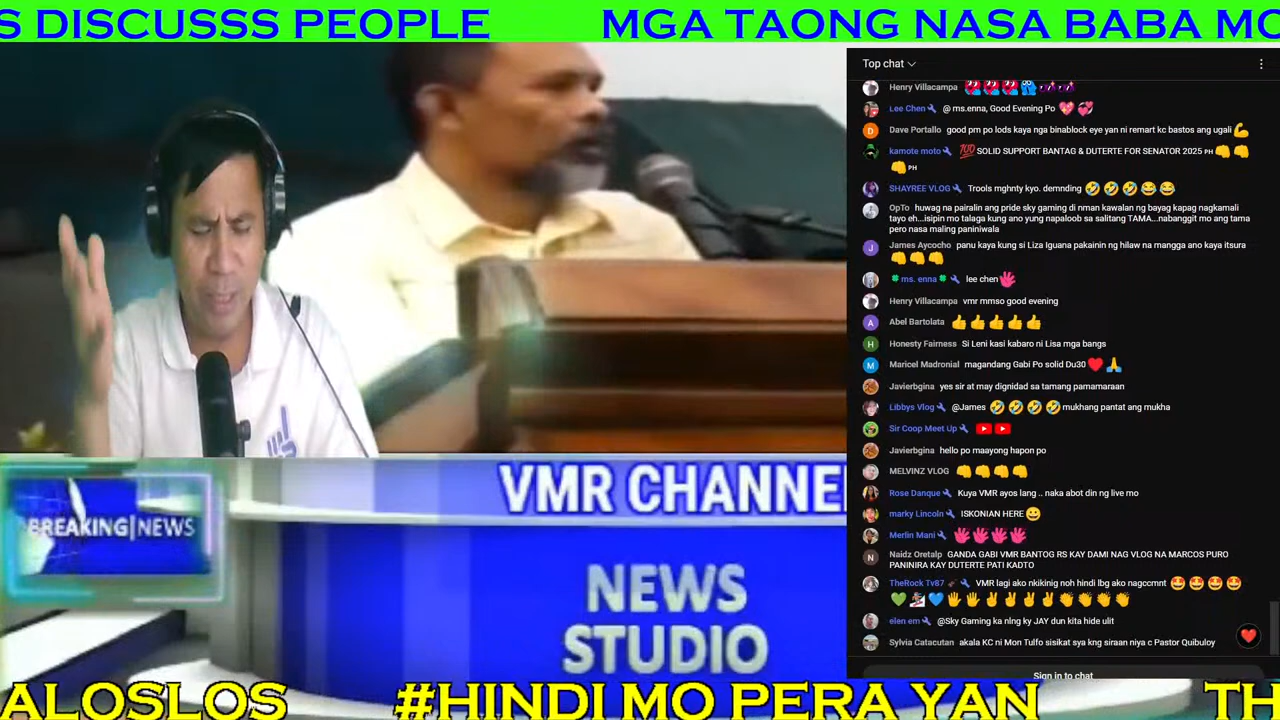 S DISCUSSS PEOPLE MGA TAONG NASA BABA MO
Top chat
Henry Villacampa
Lee Chen @ ms.enna, Good Evening Po 💖 💞
Dave Portallo good pm po lods kaya nga binablock eye yan ni remart kc bastos ang ugali 💪
kamote moto 💯 SOLID SUPPORT BANTAG & DUTERTE FOR SENATOR 2025 PH 👊 👊
👊 PH
SHAYREE VLOG Trools mghnty kyo. demnding 🤣 🤣 🤣 😂 😂
OpTo huwag na pairalin ang pride sky gaming di nman kawalan ng bayag kapag nagkamali
tayo eh...isipin mo talaga kung ano yung napaloob sa salitang TAMA...nabanggit mo ang tama
pero nasa maling paniniwala
James Aycocho panu kaya kung si Liza Iguana pakainin ng hilaw na mangga ano kaya itsura
👊 👊 👊
🍀 ms. enna 🍀 lee chen
Henry Villacampa vmr mmso good evening
Abel Bartolata 👍 👍 👍 👍 👍
Honesty Fairness Si Leni kasi kabaro ni Lisa mga bangs
Maricel Madronial magandang Gabi Po solid Du30 ❤️ 🙏
Javierbgina yes sir at may dignidad sa tamang pamamaraan
Libbys Vlog @James 🤣 🤣 🤣 🤣 mukhang pantat ang mukha
Sir Coop Meet Up
Javierbgina hello po maayong hapon po
MELVINZ VLOG 👊 👊 👊 👊
Rose Danque Kuya VMR ayos lang .. naka abot din ng live mo
marky Lincoln ISKONIAN HERE 😀
Merlin Mani
Naidz Oretalp GANDA GABI VMR BANTOG RS KAY DAMI NAG VLOG NA MARCOS PURO
PANINIRA KAY DUTERTE PATI KADTO
TheRock Tv87 VMR lagi ako nkikinig noh hindi lbg ako nagccmnt 🤩 🤩 🤩 🤩
elen em @Sky Gaming ka nlng ky JAY dun kita hide ulit
Sylvia Catacutan akala KC ni Mon Tulfo sisikat sya kng siraan niya c Pastor Quibuloy
Sign in to chat
VMR CHANNE
BREAKING|NEWS
NEWS
STUDIO
ALOSLOS #HINDI MO PERA YAN TH